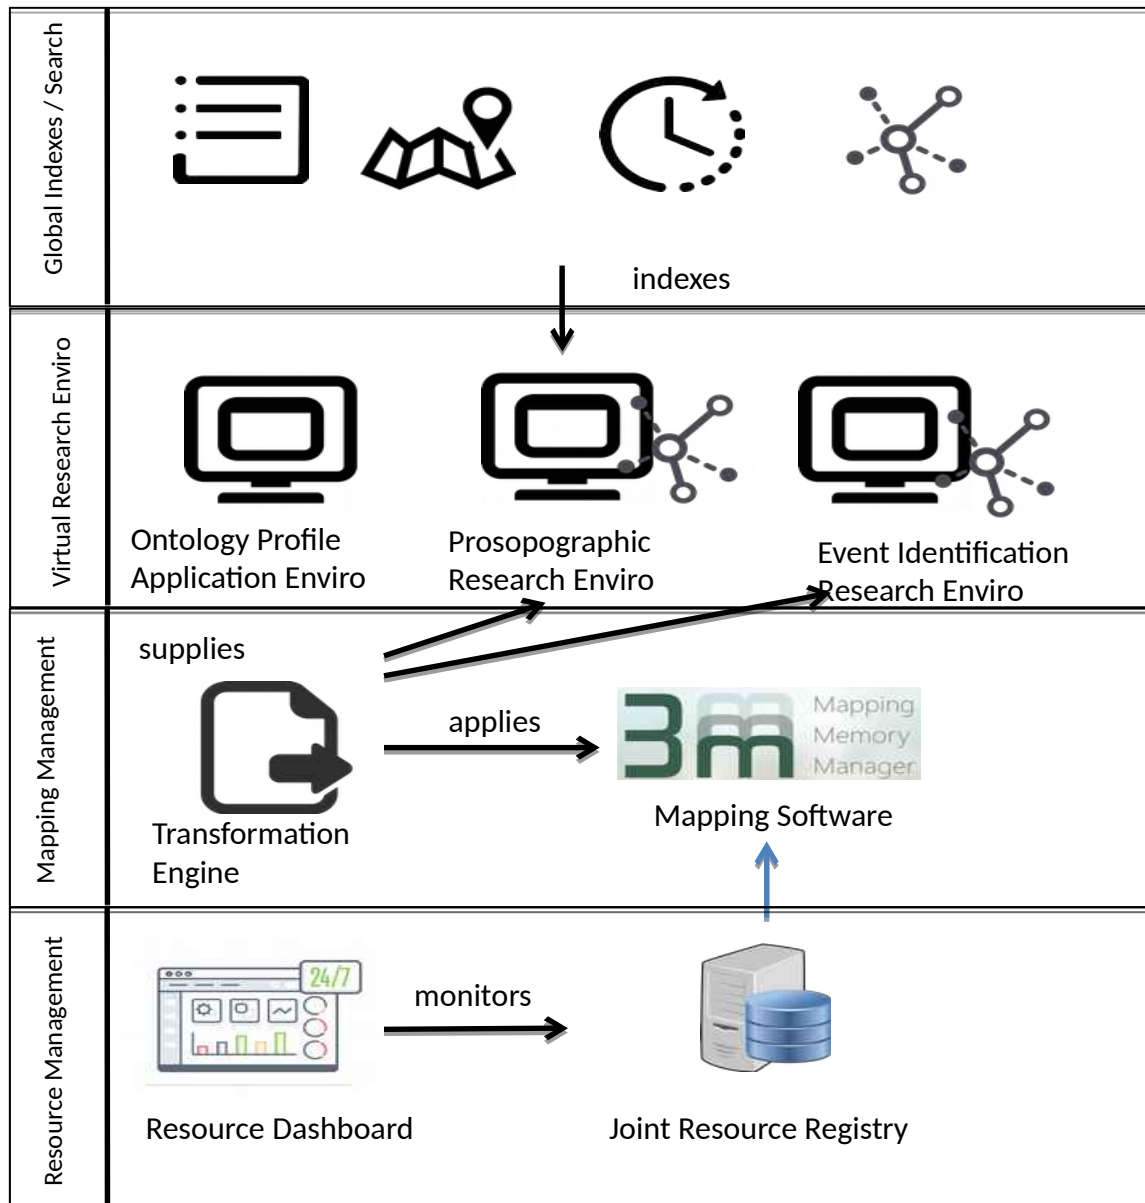 Global Indexes / Search
indexes
Virtual Research Enviro
Ontology Profile
Application Enviro
Prosopographic
Research Enviro
Event Identification
Research Enviro
Mapping Management
supplies
applies
3m
Mapping
Memory
Manager
Transformation
Engine
Mapping Software
Resource Management
24/7
monitors
Resource Dashboard
Joint Resource Registry